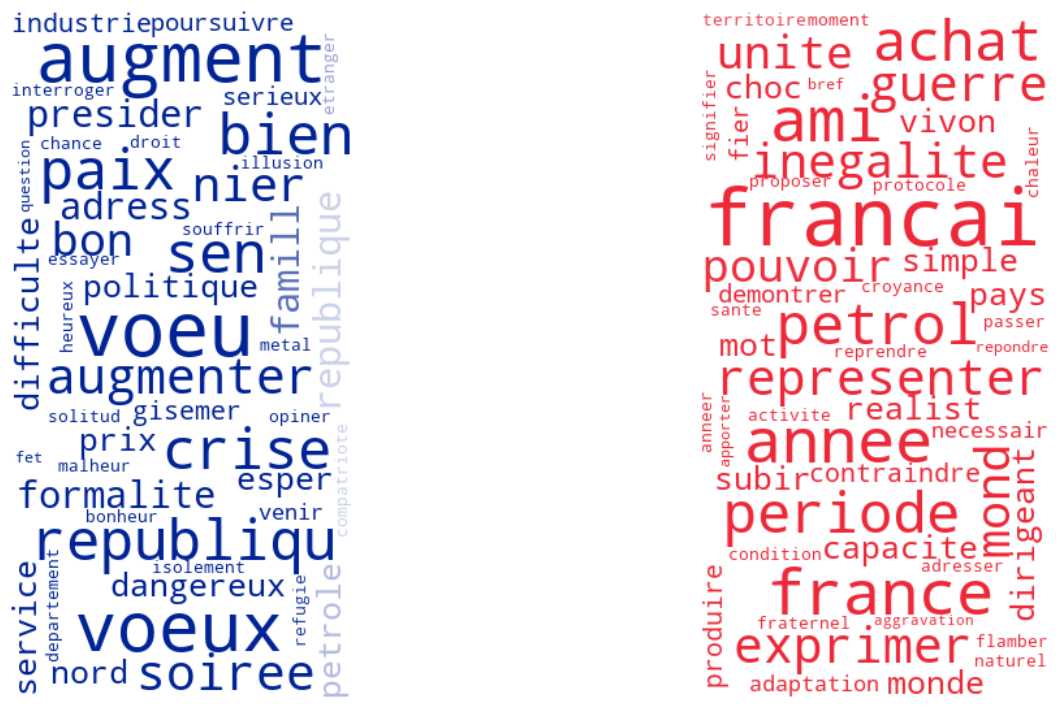 industrie poursuivre
augment
etranger
interroger
serieux
presider
bien
chance
droit
question
paix
illusion
nier
adress
republique
famill
bon
souffrir
sen
essayer
difficulte
politique
heureux
voeu
metal
augmenter
solitud
gisemer
opiner
prix
crise
compatriote
fet
malheur
esper
formalite
bonheur
venir
republiqu
isolement
service
departement
dangereux
refugie
petrole
voeux
nord
soiree
territoire moment
unite
achat
choc
bref
guerre
signifier
fier
ami
vivon
inegalite
chaleur
proposer
protocole
francai
pouvoir
simple
demontrer
croyance
pays
sante
petrol
passer
mot
reprendre
repondre
representer
anneer
apporter
activite
realist
annee
necessair
subir
contraindre
mond
dirigeant
periode
condition
capacite
adresser
produire
france
fraternel
aggravation
exprimer
flamber
naturel
adaptation
monde